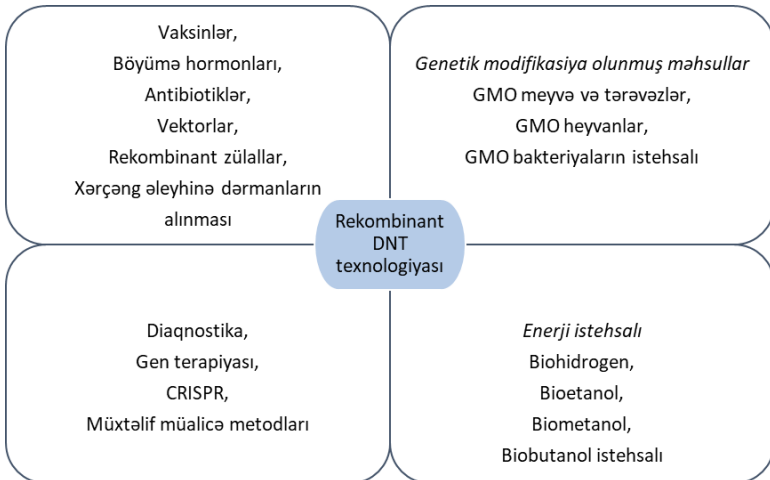 Vaksinlər,
Böyümə hormonları,
Antibiotiklər,
Vektorlar,
Rekombinant zülallar,
Xərçəng əleyhinə dərmanların
alınması
Genetik modifikasiya olunmuş məhsullar
GMO meyvə və tərəvəzlər,
GMO heyvanlar,
GMO bakteriyaların istehsalı
Rekombinant
DNT
texnologiyası
Diaqnostika,
Gen terapiyası,
CRISPR,
Müxtəlif müalicə metodları
Enerji istehsalı
Biohidrogen,
Bioetanol,
Biometanol,
Biobutanol istehsalı